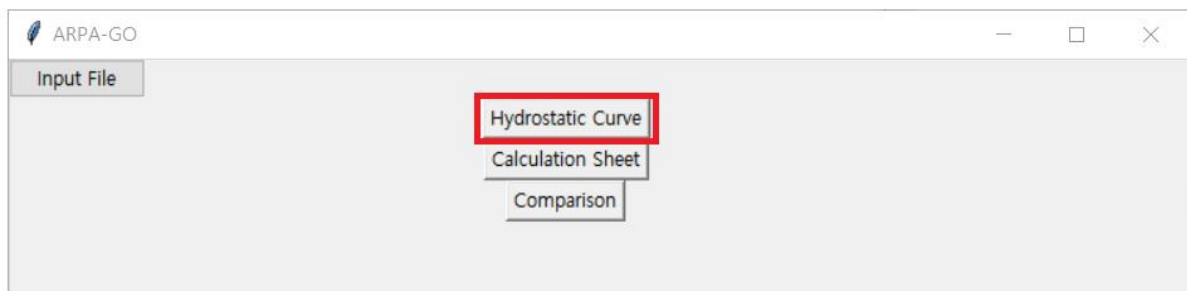 ARPA-GO
Input File
Hydrostatic Curve
Calculation Sheet
Comparison